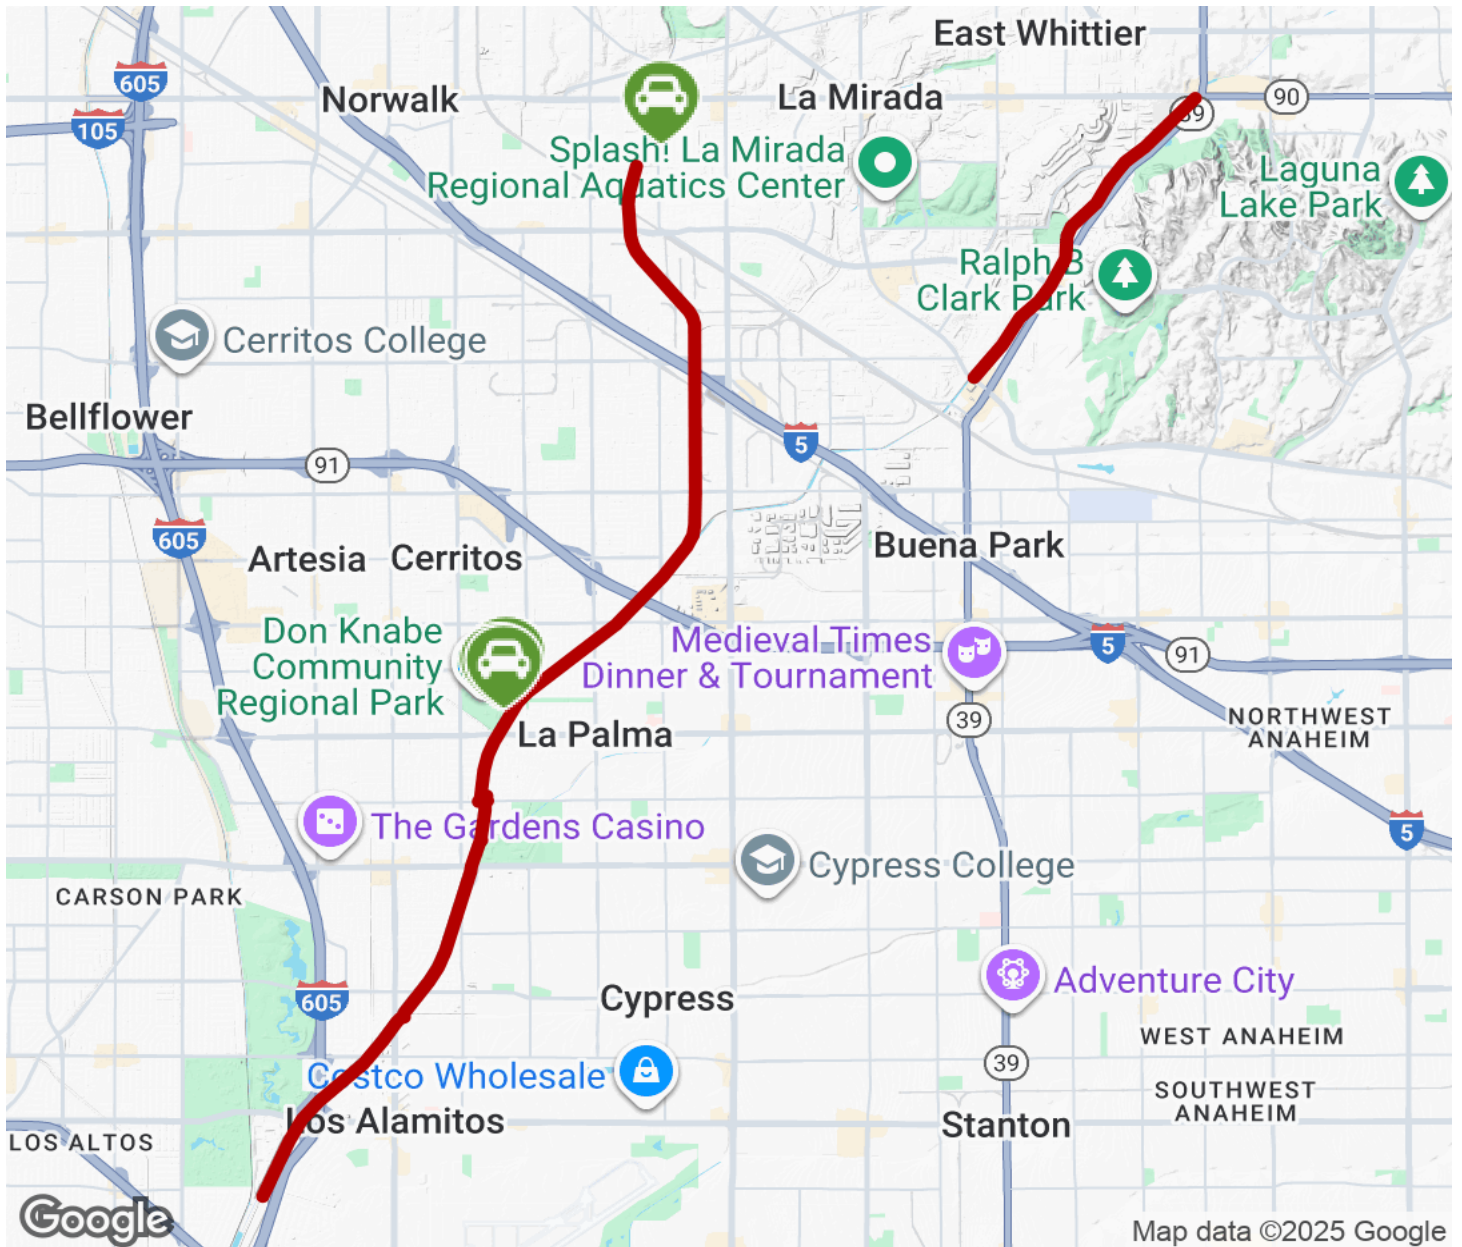 East Whittier
605
Norwalk
La Mirada
90
39
105
Splash! La Mirada
Regional Aquatics Center
Laguna
Lake Park
Ralph B
Clark Park
Cerritos College
Bellflower
5
91
605
Artesia
Cerritos
Buena Park
Don Knabe
Community
Regional Park
Medieval Times
Dinner & Tournament
5
91
39
La Palma
NORTHWEST
ANAHEIM
The Gardens Casino
5
Cypress College
CARSON PARK
605
Cypress
Adventure City
WEST ANAHEIM
39
Costco Wholesale
SOUTHWEST
ANAHEIM
Los Alamitos
Stanton
LOS ALTOS
Google
Map data ©2025 Google